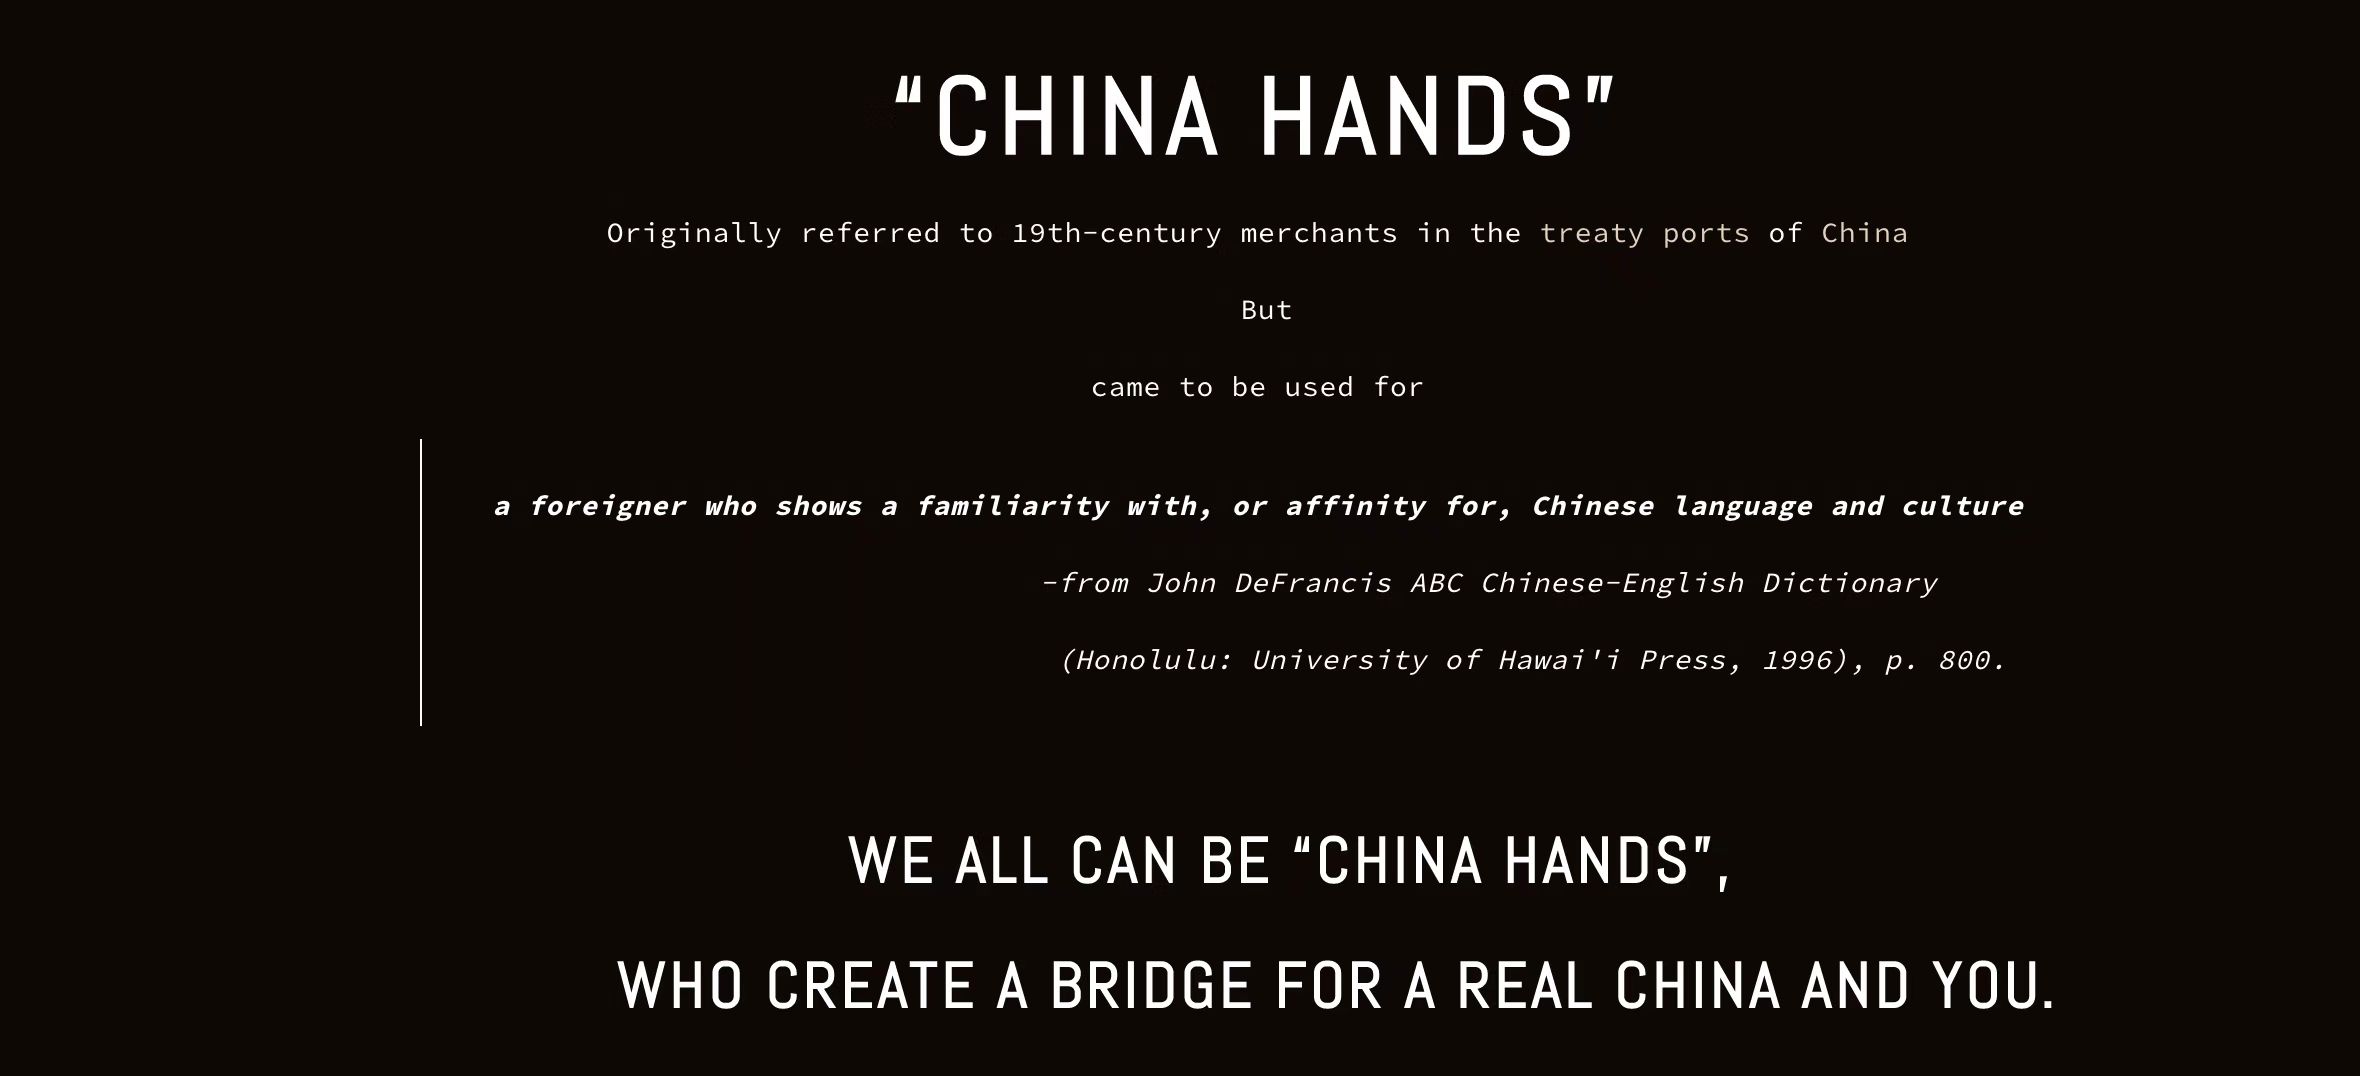 “CHINA HANDS”
Originally referred to 19th-century merchants in the treaty ports of China
But
came to be used for
a foreigner who shows a familiarity with, or affinity for, Chinese language and culture
-from John DeFrancis ABC Chinese-English Dictionary
(Honolulu: University of Hawai'i Press, 1996), p. 800.
WE ALL CAN BE “CHINA HANDS”,
WHO CREATE A BRIDGE FOR A REAL CHINA AND YOU.